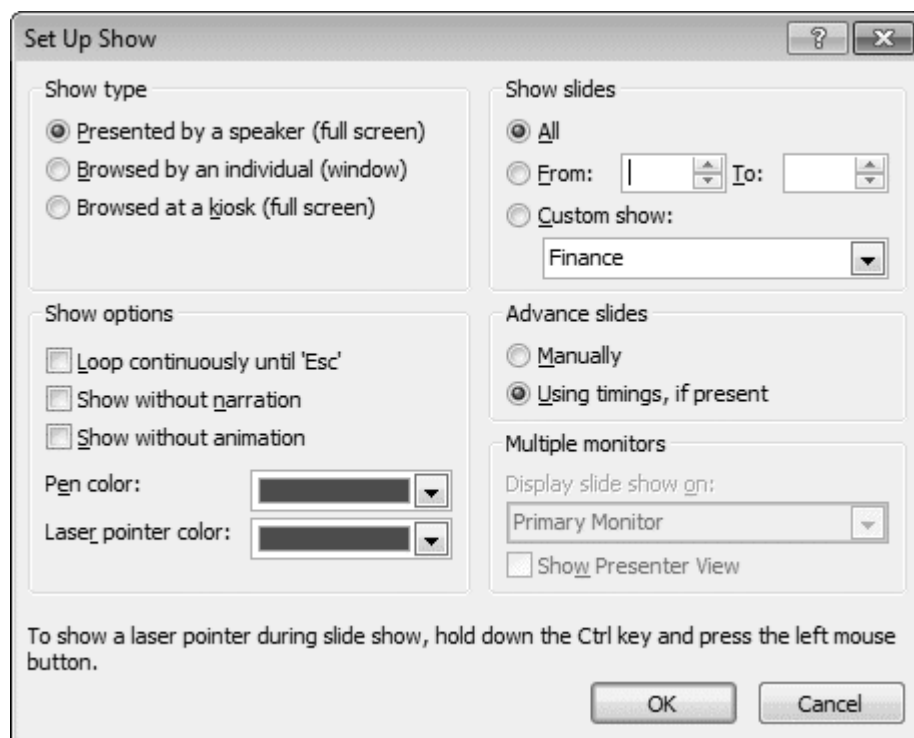 Set Up Show
Show type
Presented by a speaker (full screen)
Browsed by an individual (window)
Browsed at a kiosk (full screen)
Show slides
All
From: To:
Custom show:
Finance
Show options
Loop continuously until 'Esc'
Show without narration
Show without animation
Pen color:
Laser pointer color:
Advance slides
Manually
Using timings, if present
Multiple monitors
Display slide show on:
Primary Monitor
Show Presenter View
To show a laser pointer during slide show, hold down the Ctrl key and press the left mouse
button.
OK Cancel